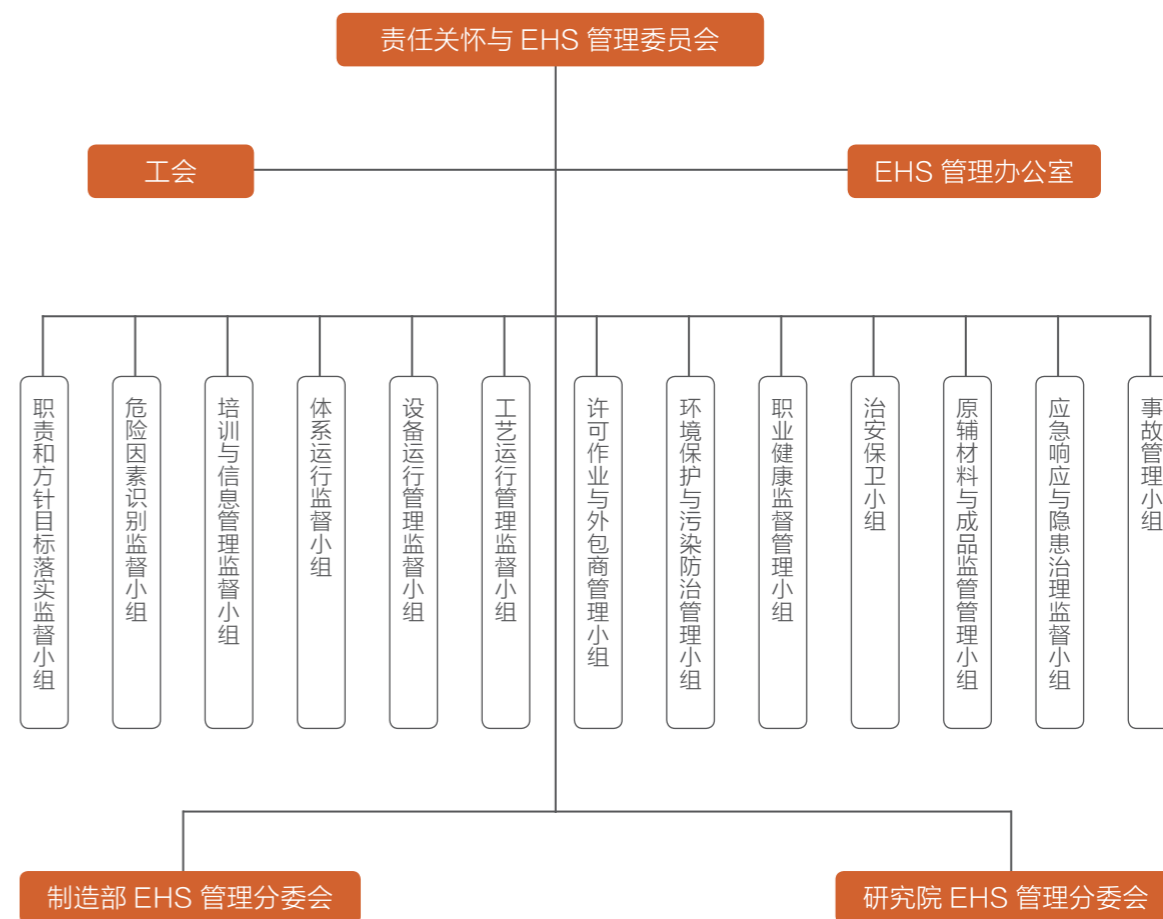 责任关怀与 EHS 管理委员会
工会
EHS 管理办公室
职责和方针目标落实监督小组
危险因素识别监督小组
培训与信息管理监督小组
体系运行监督小组
设备运行管理监督小组
工艺运行管理监督小组
许可作业与外包商管理小组
环境保护与污染防治管理小组
职业健康监督管理小组
治安保卫小组
原辅材料与成品监管管理小组
应急响应与隐患治理监督小组
事故管理小组
制造部 EHS 管理分委会
研究院 EHS 管理分委会